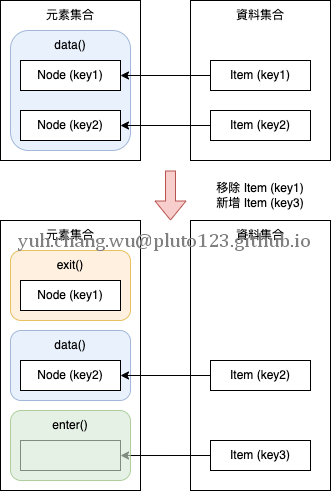 元素集合
資料集合
data()
Node (key1)
Item (key1)
Node (key2)
Item (key2)
移除 Item (key1)
新增 Item (key3)
元素集合
資料集合
yuh.chang.wu@pluto123.github.io
exit()
Node (key1)
data()
Node (key2)
Item (key2)
enter()
Item (key3)